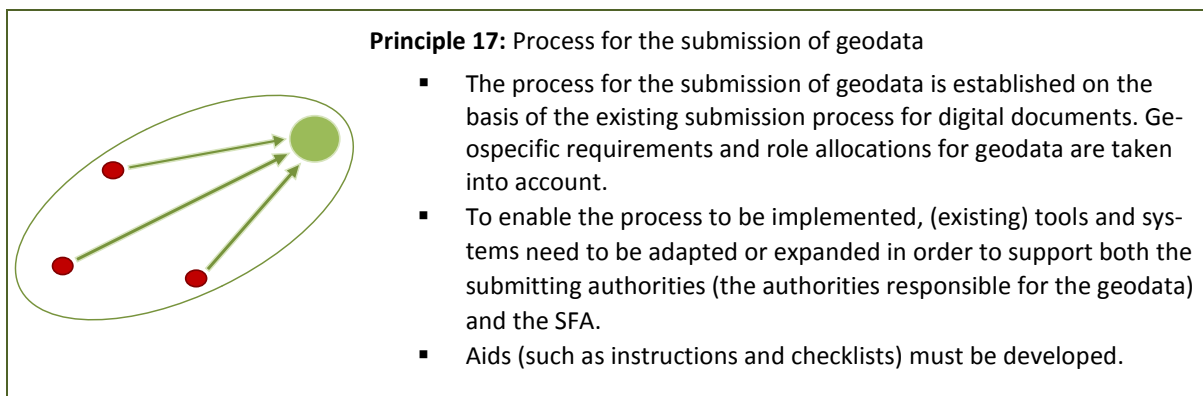 Principle 17: Process for the submission of geodata
▪ The process for the submission of geodata is established on the
basis of the existing submission process for digital documents. Ge-
ospecific requirements and role allocations for geodata are taken
into account.
▪ To enable the process to be implemented, (existing) tools and sys-
tems need to be adapted or expanded in order to support both the
submitting authorities (the authorities responsible for the geodata)
and the SFA.
▪ Aids (such as instructions and checklists) must be developed.